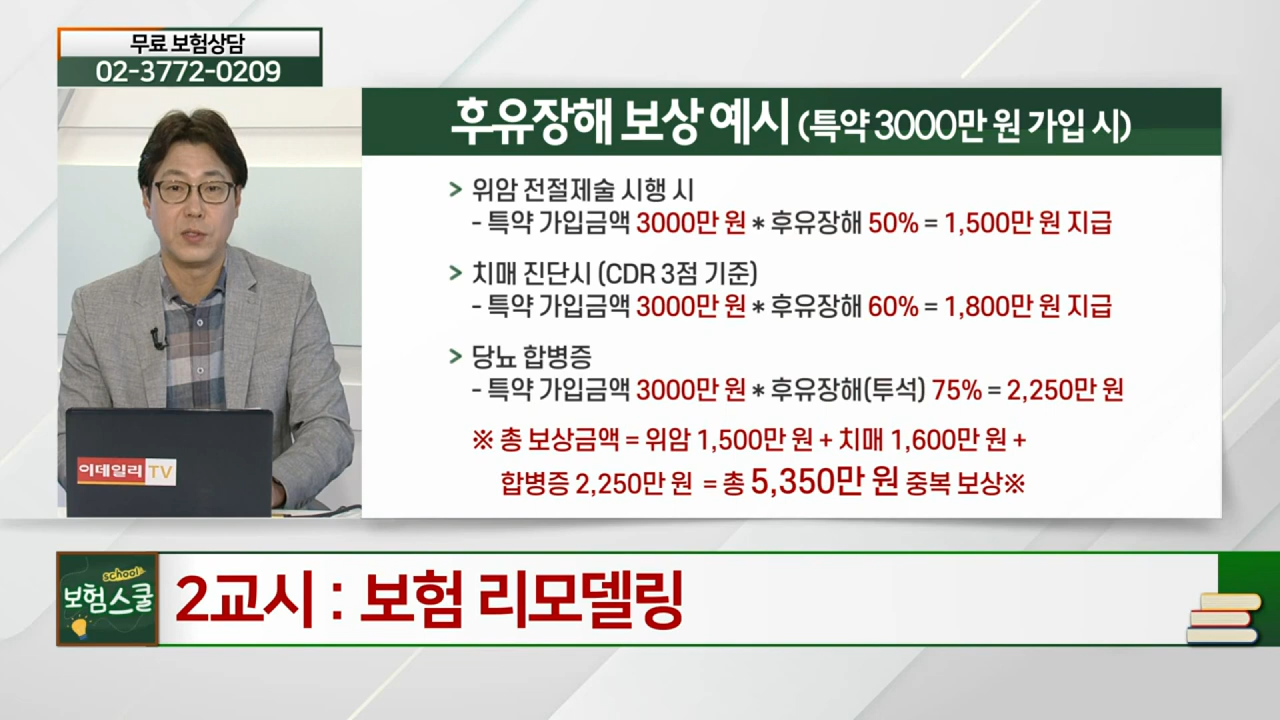 무료 보험상담
02-3772-0209
후유장해 보상 예시 (특약 3000만 원 가입 시)
> 위암 전절제술 시행 시
- 특약 가입금액 3000만 원 * 후유장해 50% = 1,500만 원 지급
> 치매 진단시 (CDR 3점 기준)
- 특약 가입금액 3000만 원 * 후유장해 60% = 1,800만 원 지급
> 당뇨 합병증
- 특약 가입금액 3000만 원 * 후유장해(투석) 75% = 2,250만 원
※ 총 보상금액 = 위암 1,500만 원 + 치매 1,600만 원 +
합병증 2,250만 원 = 총 5,350만 원 중복 보상※
이데일리 TV
school
보험스쿨
2교시 : 보험 리모델링